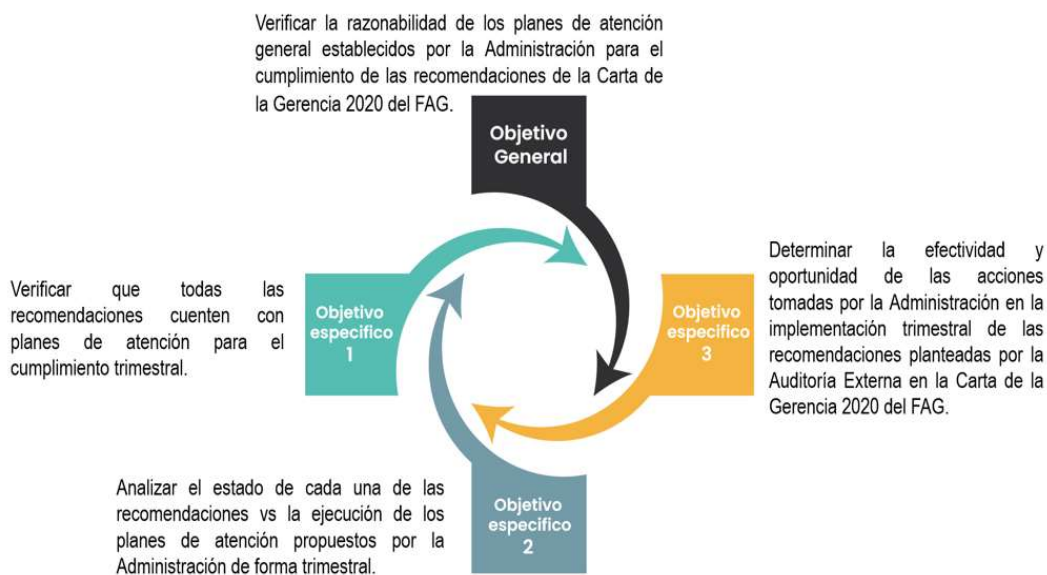 Verificar la razonabilidad de los planes de atención
general establecidos por la Administración para el
cumplimiento de las recomendaciones de la Carta de
la Gerencia 2020 del FAG.
Objetivo
General
Verificar que todas las
recomendaciones cuenten con
planes de atención para el
cumplimiento trimestral.
Objetivo
especifico
1
Objetivo
especifico
3
Determinar la efectividad y
oportunidad de las acciones
tomadas por la Administración en la
implementación trimestral de las
recomendaciones planteadas por la
Auditoría Externa en la Carta de la
Gerencia 2020 del FAG.
Analizar el estado de cada una de las
recomendaciones vs la ejecución de los
planes de atención propuestos por la
Administración de forma trimestral.
Objetivo
especifico
2